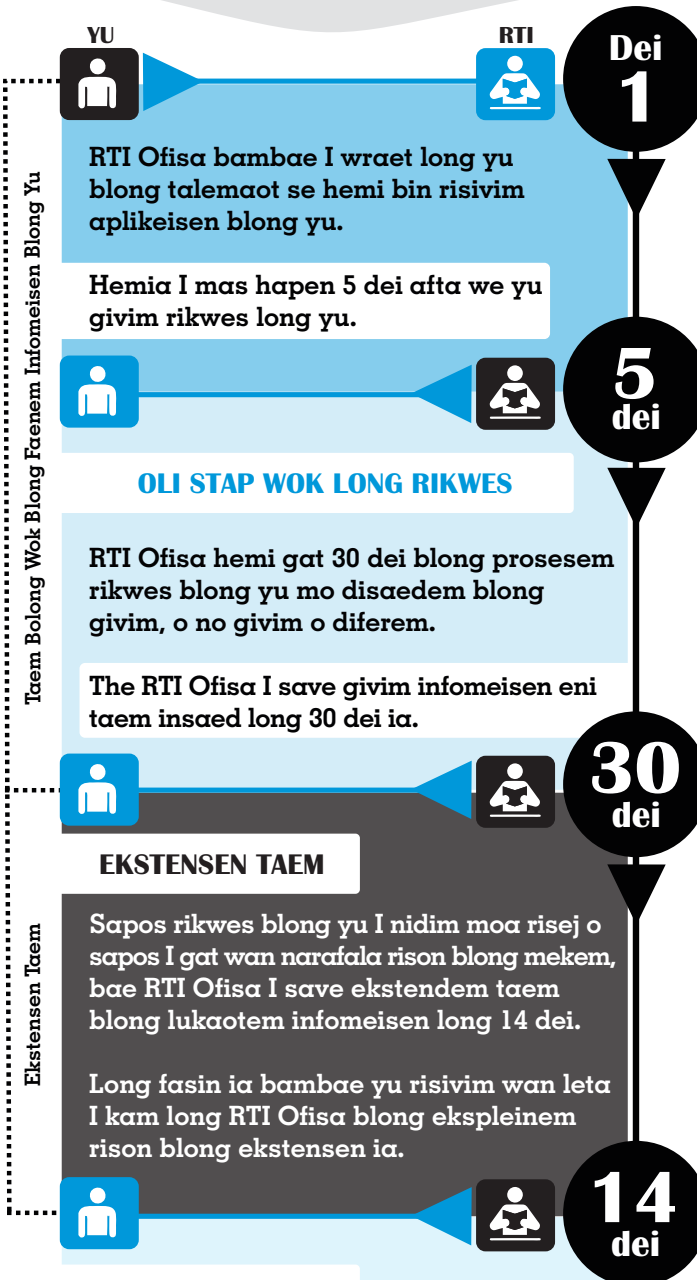 YU
RTI
Dei
1
RTI Ofisa bambae I wraet long yu
blong talemaot se hemi bin risivim
aplikeisen blong yu.
Hemia I mas hapen 5 dei afta we yu
givim rikwes long yu.
5
dei
OLI STAP WOK LONG RIKWES
RTI Ofisa hemi gat 30 dei blong prosesem
rikwes blong yu mo disaedem blong
givim, o no givim o diferem.
The RTI Ofisa I save givim infomeisen eni
taem insaed long 30 dei ia.
Taem Bolong Wok Blong Faenem Infomeisen Blong Yu
30
dei
EKSTENSEN TAEM
Sapos rikwes blong yu I nidim moa risej o
sapos I gat wan narafala rison blong mekem,
bae RTI Ofisa I save ekstendem taem
blong lukaotem infomeisen long 14 dei.
Long fasin ia bambae yu risivim wan leta
I kam long RTI Ofisa blong ekspleinem
rison blong ekstensen ia.
Ekstensen Taem
14
dei